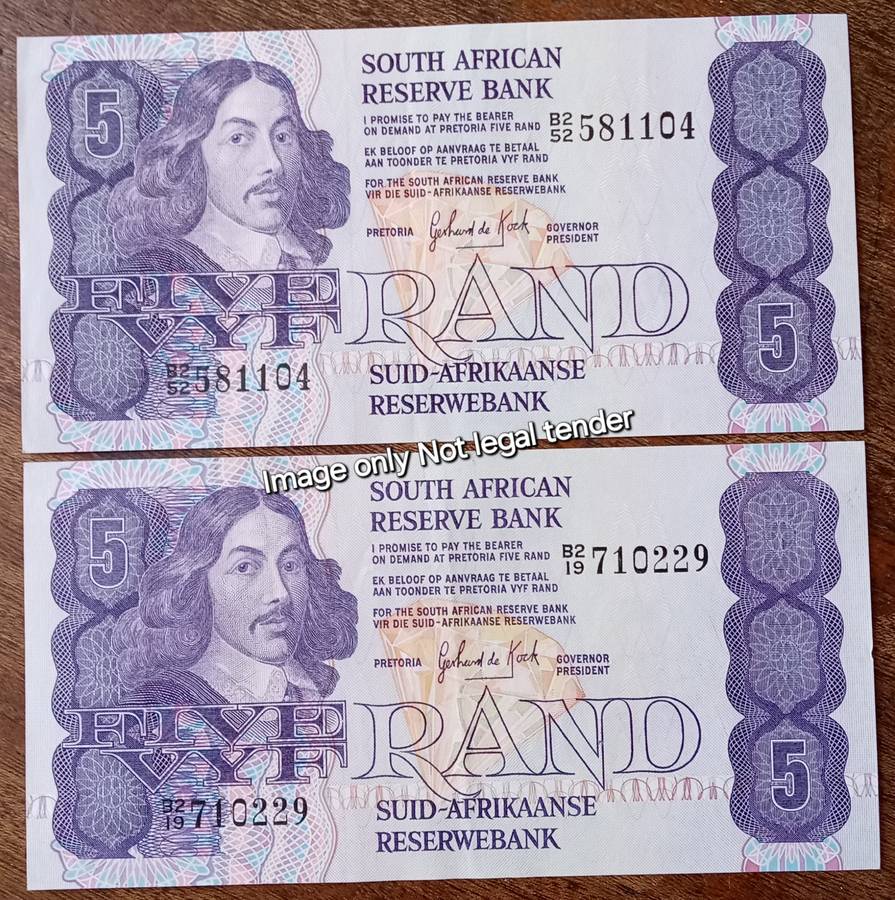 5
SOUTH AFRICAN
RESERVE BANK
I PROMISE TO PAY THE BEARER
ON DEMAND AT PRETORIA FIVE RAND
B2
52 581104
EK BELOOF OP AANVRAAG TE BETAAL
AAN TOONDER TE PRETORIA VYF RAND
FOR THE SOUTH AFRICAN RESERVE BANK
VIR DIE SUID-AFRIKAANSE RESERWEBANK
PRETORIA Gerhard de Kock GOVERNOR
PRESIDENT
FIVE RAND
VYF
5
B2
52 581104
SUID-AFRIKAANSE
RESERWEBANK
Image only Not legal tender
5
SOUTH AFRICAN
RESERVE BANK
I PROMISE TO PAY THE BEARER
ON DEMAND AT PRETORIA FIVE RAND
B2
19 710229
EK BELOOF OP AANVRAAG TE BETAAL
AAN TOONDER TE PRETORIA VYF RAND
FOR THE SOUTH AFRICAN RESERVE BANK
VIR DIE SUID-AFRIKAANSE RESERWEBANK
PRETORIA Gerhard de Kock GOVERNOR
PRESIDENT
FIVE RAND
VYF
5
B2
19 710229
SUID-AFRIKAANSE
RESERWEBANK